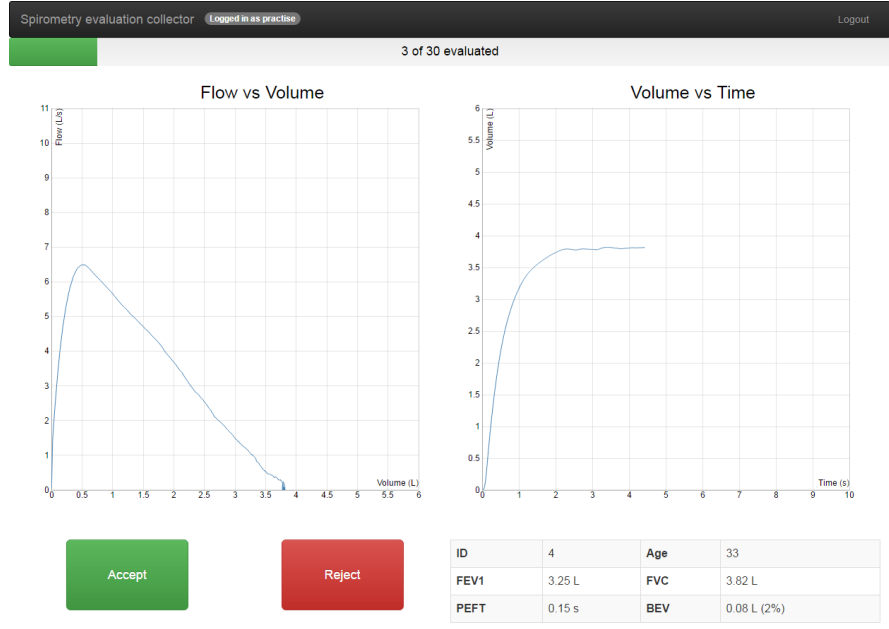 Spirometry evaluation collector Logged in as practise Logout
3 of 30 evaluated
Flow vs Volume
11
10
9
8
7
6
5
4
3
2
1
0
Flow (L/s)
Volume (L)
0 0.5 1 1.5 2 2.5 3 3.5 4 4.5 5 5.5 6
Volume vs Time
6
5.5
5
4.5
4
3.5
3
2.5
2
1.5
1
0.5
0
Volume (L)
Time (s)
0 1 2 3 4 5 6 7 8 9 10
Accept
Reject
ID 4 Age 33
FEV1 3.25 L FVC 3.82 L
PEFT 0.15 s BEV 0.08 L (2%)